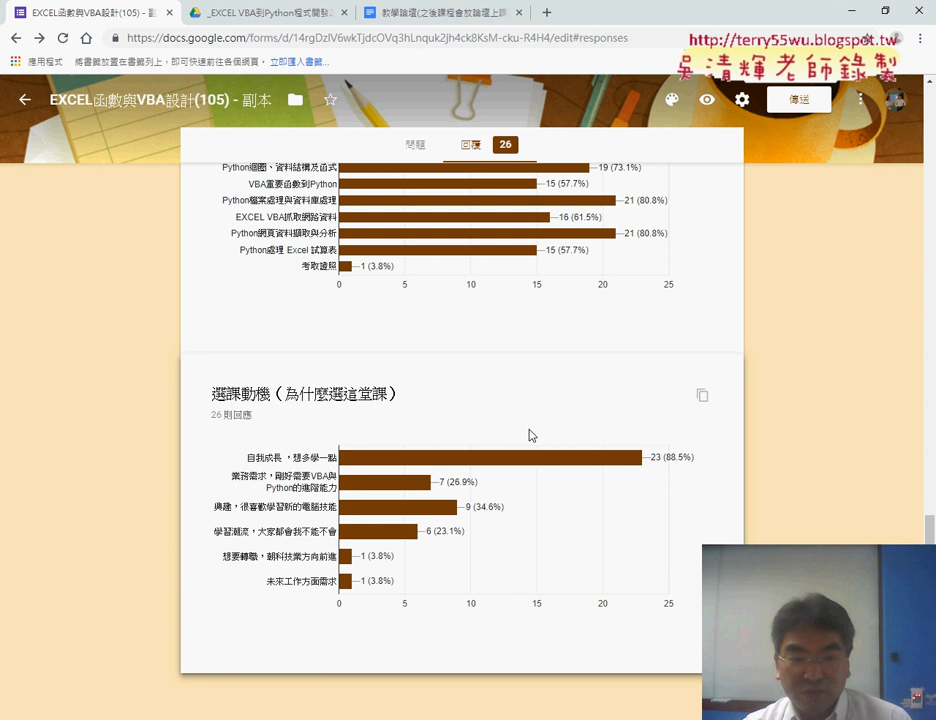 EXCEL函數與VBA設計(105) - 副
_EXCEL VBA到Python程式開發2
教學論壇(之後課程會放論壇上課
https://docs.google.com/forms/d/14rgDzlV6wkTjdcOVq3hLnquk2Jh4ck8KsM-cku-R4H4/edit#responses
http://terry55wu.blogspot.tw
吳清輝老師錄製
應用程式
將書籤放置在書籤列上，即可快速前往各個網頁。
立即匯入書籤...
EXCEL函數與VBA設計(105) - 副本
傳送
問題
回覆 26
Python迴圈、資料結構及函式 19 (73.1%)
VBA重要函數到Python 15 (57.7%)
Python檔案處理與資料庫處理 21 (80.8%)
EXCEL VBA抓取網路資料 16 (61.5%)
Python網頁資料擷取與分析 21 (80.8%)
Python處理 Excel 試算表 15 (57.7%)
考取證照 1 (3.8%)
0 5 10 15 20 25
選課動機（為什麼選這堂課）
26 則回應
自我成長，想多學一點 23 (88.5%)
業務需求，剛好需要VBA與
Python的進階能力 7 (26.9%)
興趣，很喜歡學習新的電腦技能 9 (34.6%)
學習潮流，大家都會我不能不會 6 (23.1%)
想要轉職，朝科技業方向前進 1 (3.8%)
未來工作方面需求 1 (3.8%)
0 5 10 15 20 25